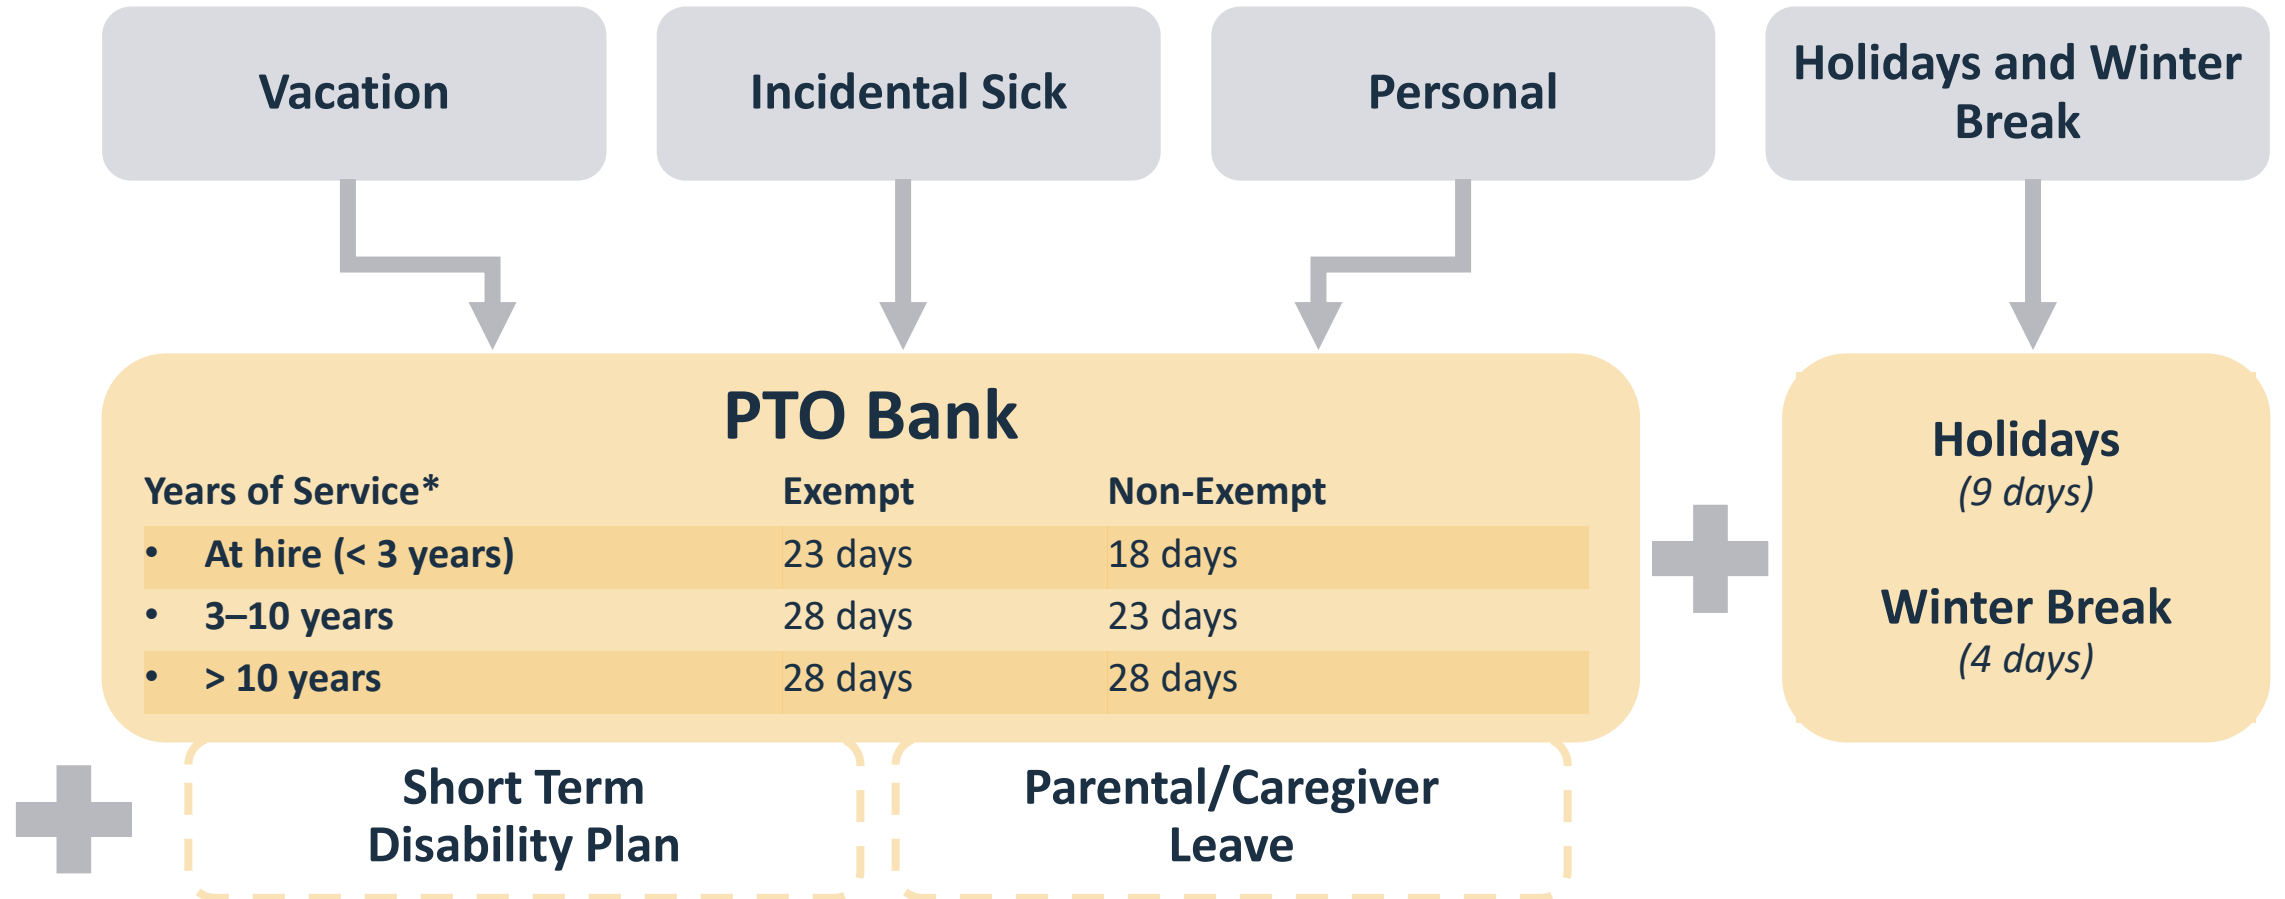 Vacation
Incidental Sick
Personal
Holidays and Winter
Break
PTO Bank
Years of Service* Exempt Non-Exempt
• At hire (< 3 years) 23 days 18 days
• 3–10 years 28 days 23 days
• > 10 years 28 days 28 days
Holidays
(9 days)
Winter Break
(4 days)
Short Term
Disability Plan
Parental/Caregiver
Leave